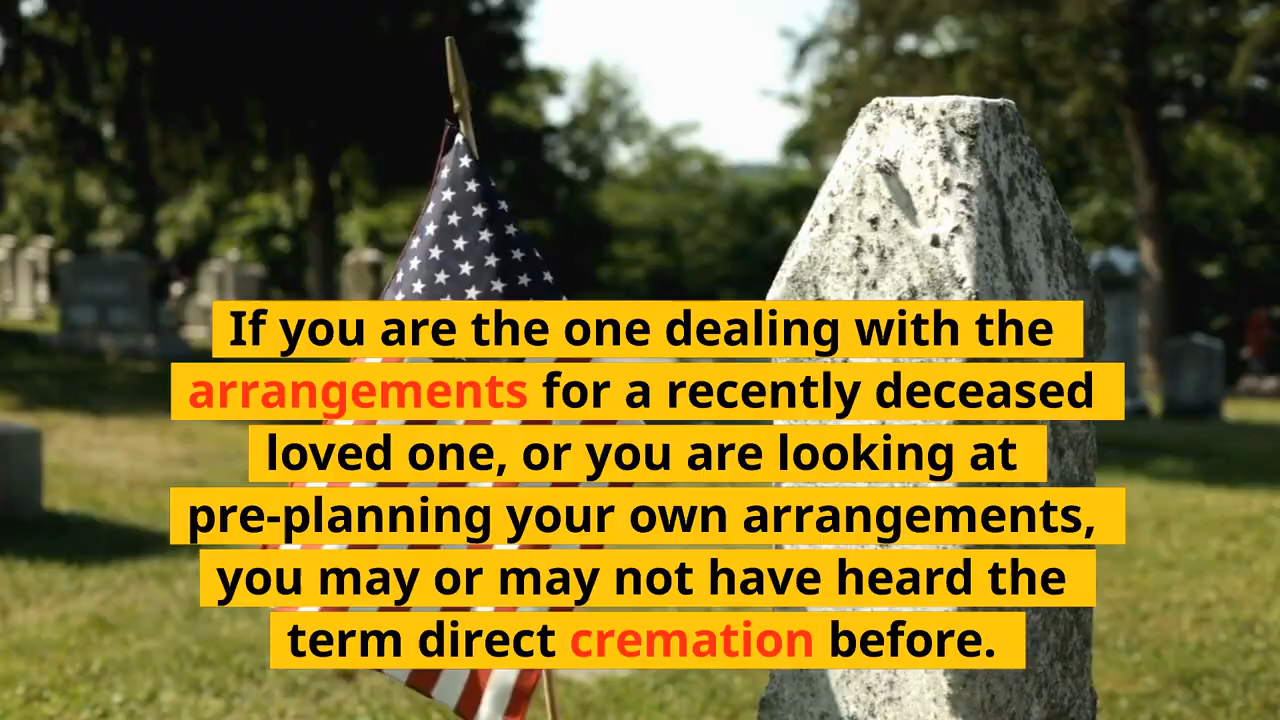 If you are the one dealing with the
arrangements for a recently deceased
loved one, or you are looking at
pre-planning your own arrangements,
you may or may not have heard the
term direct cremation before.